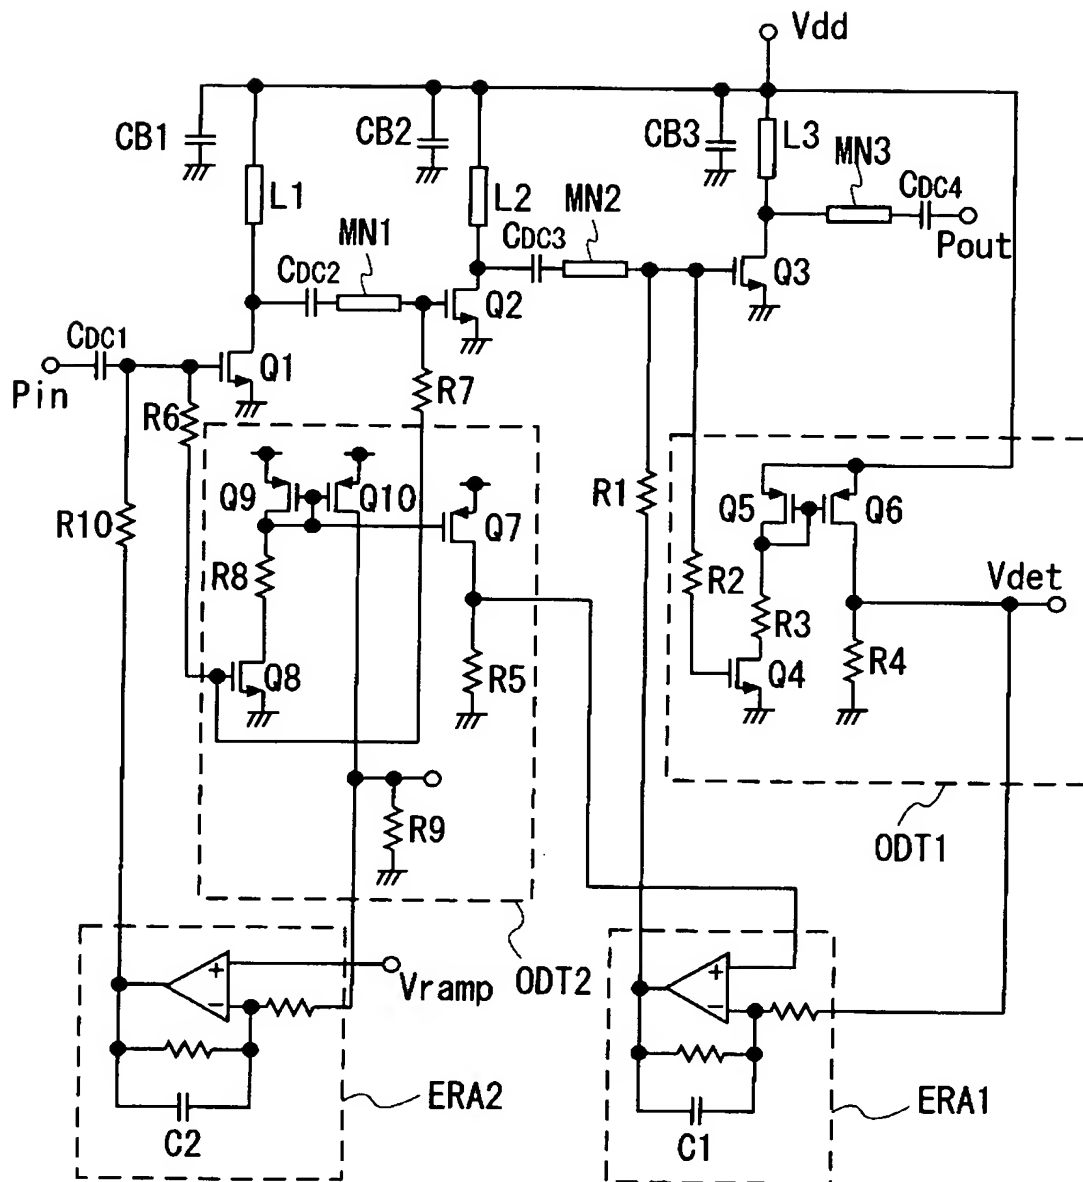 Vdd
CB1
CB2
CB3
L3
MN3
L1
L2
MN2
CDC4
MN1
CDC3
Pout
CDC2
Q3
Q2
CDC1
Q1
Pin
R7
R6
Q9
Q10
R1
Q5
Q6
R10
Q7
Vdet
R8
R2
R3
Q8
R5
Q4
R4
R9
ODT1
+
Vramp
ODT2
+
−
−
ERA2
ERA1
C2
C1